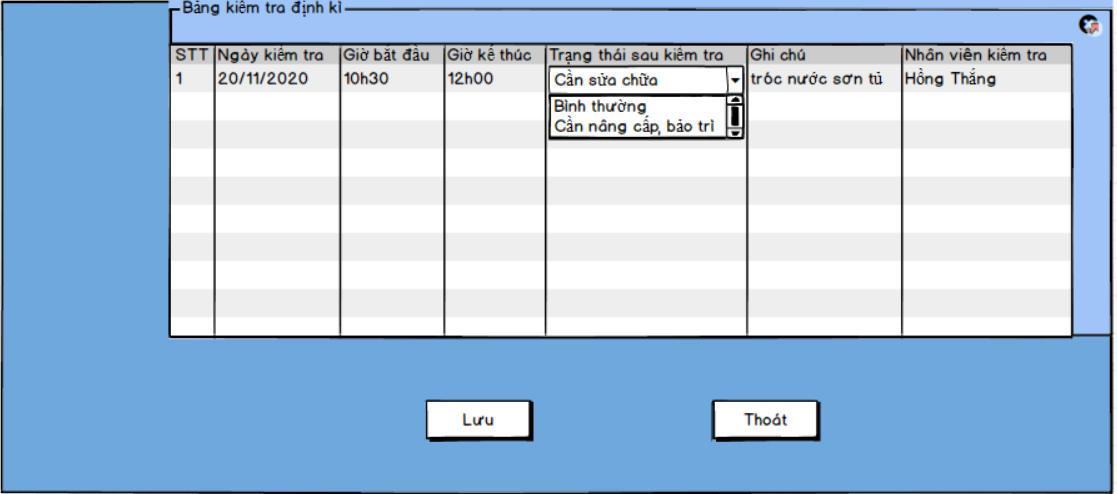 Bảng kiểm tra định kì
STT Ngày kiểm tra Giờ bắt đầu Giờ kế thúc Trạng thái sau kiểm tra Ghi chú Nhân viên kiểm tra
1 20/11/2020 10h30 12h00 Cần sửa chữa tróc nước sơn tủ Hồng Thắng
Bình thường
Cần nâng cấp, bảo trì
Lưu Thoát